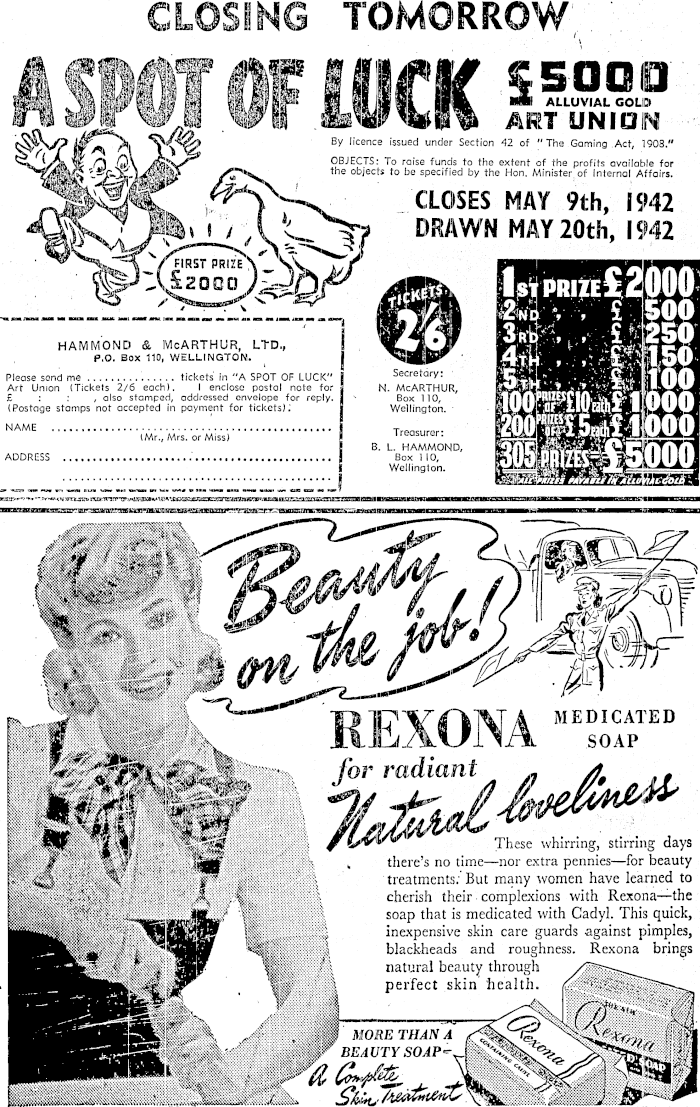 CLOSING TOMORROW
A SPOT OF LUCK
£5000
ALLUVIAL GOLD
ART UNION
By licence issued under Section 42 of "The Gaming Act, 1908."
OBJECTS: To raise funds to the extent of the profits available for
the objects to be specified by the Hon. Minister of Internal Affairs.
CLOSES MAY 9th, 1942
DRAWN MAY 20th, 1942
FIRST PRIZE
£2000
HAMMOND & McARTHUR, LTD.,
P.O. Box 110, WELLINGTON.
Please send me ............... tickets in "A SPOT OF LUCK"
Art Union (Tickets 2/6 each). I enclose postal note for
£ : : , also stamped, addressed envelope for reply.
(Postage stamps not accepted in payment for tickets).
NAME ................................................
(Mr., Mrs. or Miss)
ADDRESS ..............................................
..............................................
TICKETS
2/6
Secretary:
N. McARTHUR,
Box 110,
Wellington.
Treasurer:
B. L. HAMMOND,
Box 110,
Wellington.
1ST PRIZE £2000
2ND " " £ 500
3RD " " £ 250
4TH " " £ 150
5TH " " £ 100
100 PRIZES OF £10 each £1,000
200 PRIZES OF £5 each £1,000
305 PRIZES = £5000
ALL PRIZES PAYABLE IN ALLUVIAL GOLD
Beauty
on the job!
REXONA MEDICATED
SOAP
for radiant
Natural loveliness
These whirring, stirring days
there's no time—nor extra pennies—for beauty
treatments. But many women have learned to
cherish their complexions with Rexona—the
soap that is medicated with Cadyl. This quick,
inexpensive skin care guards against pimples,
blackheads and roughness. Rexona brings
natural beauty through
perfect skin health.
MORE THAN A
BEAUTY SOAP—
A Complete
Skin Treatment
Rexona
CONTAINING CADYL
Rexona
SOAP